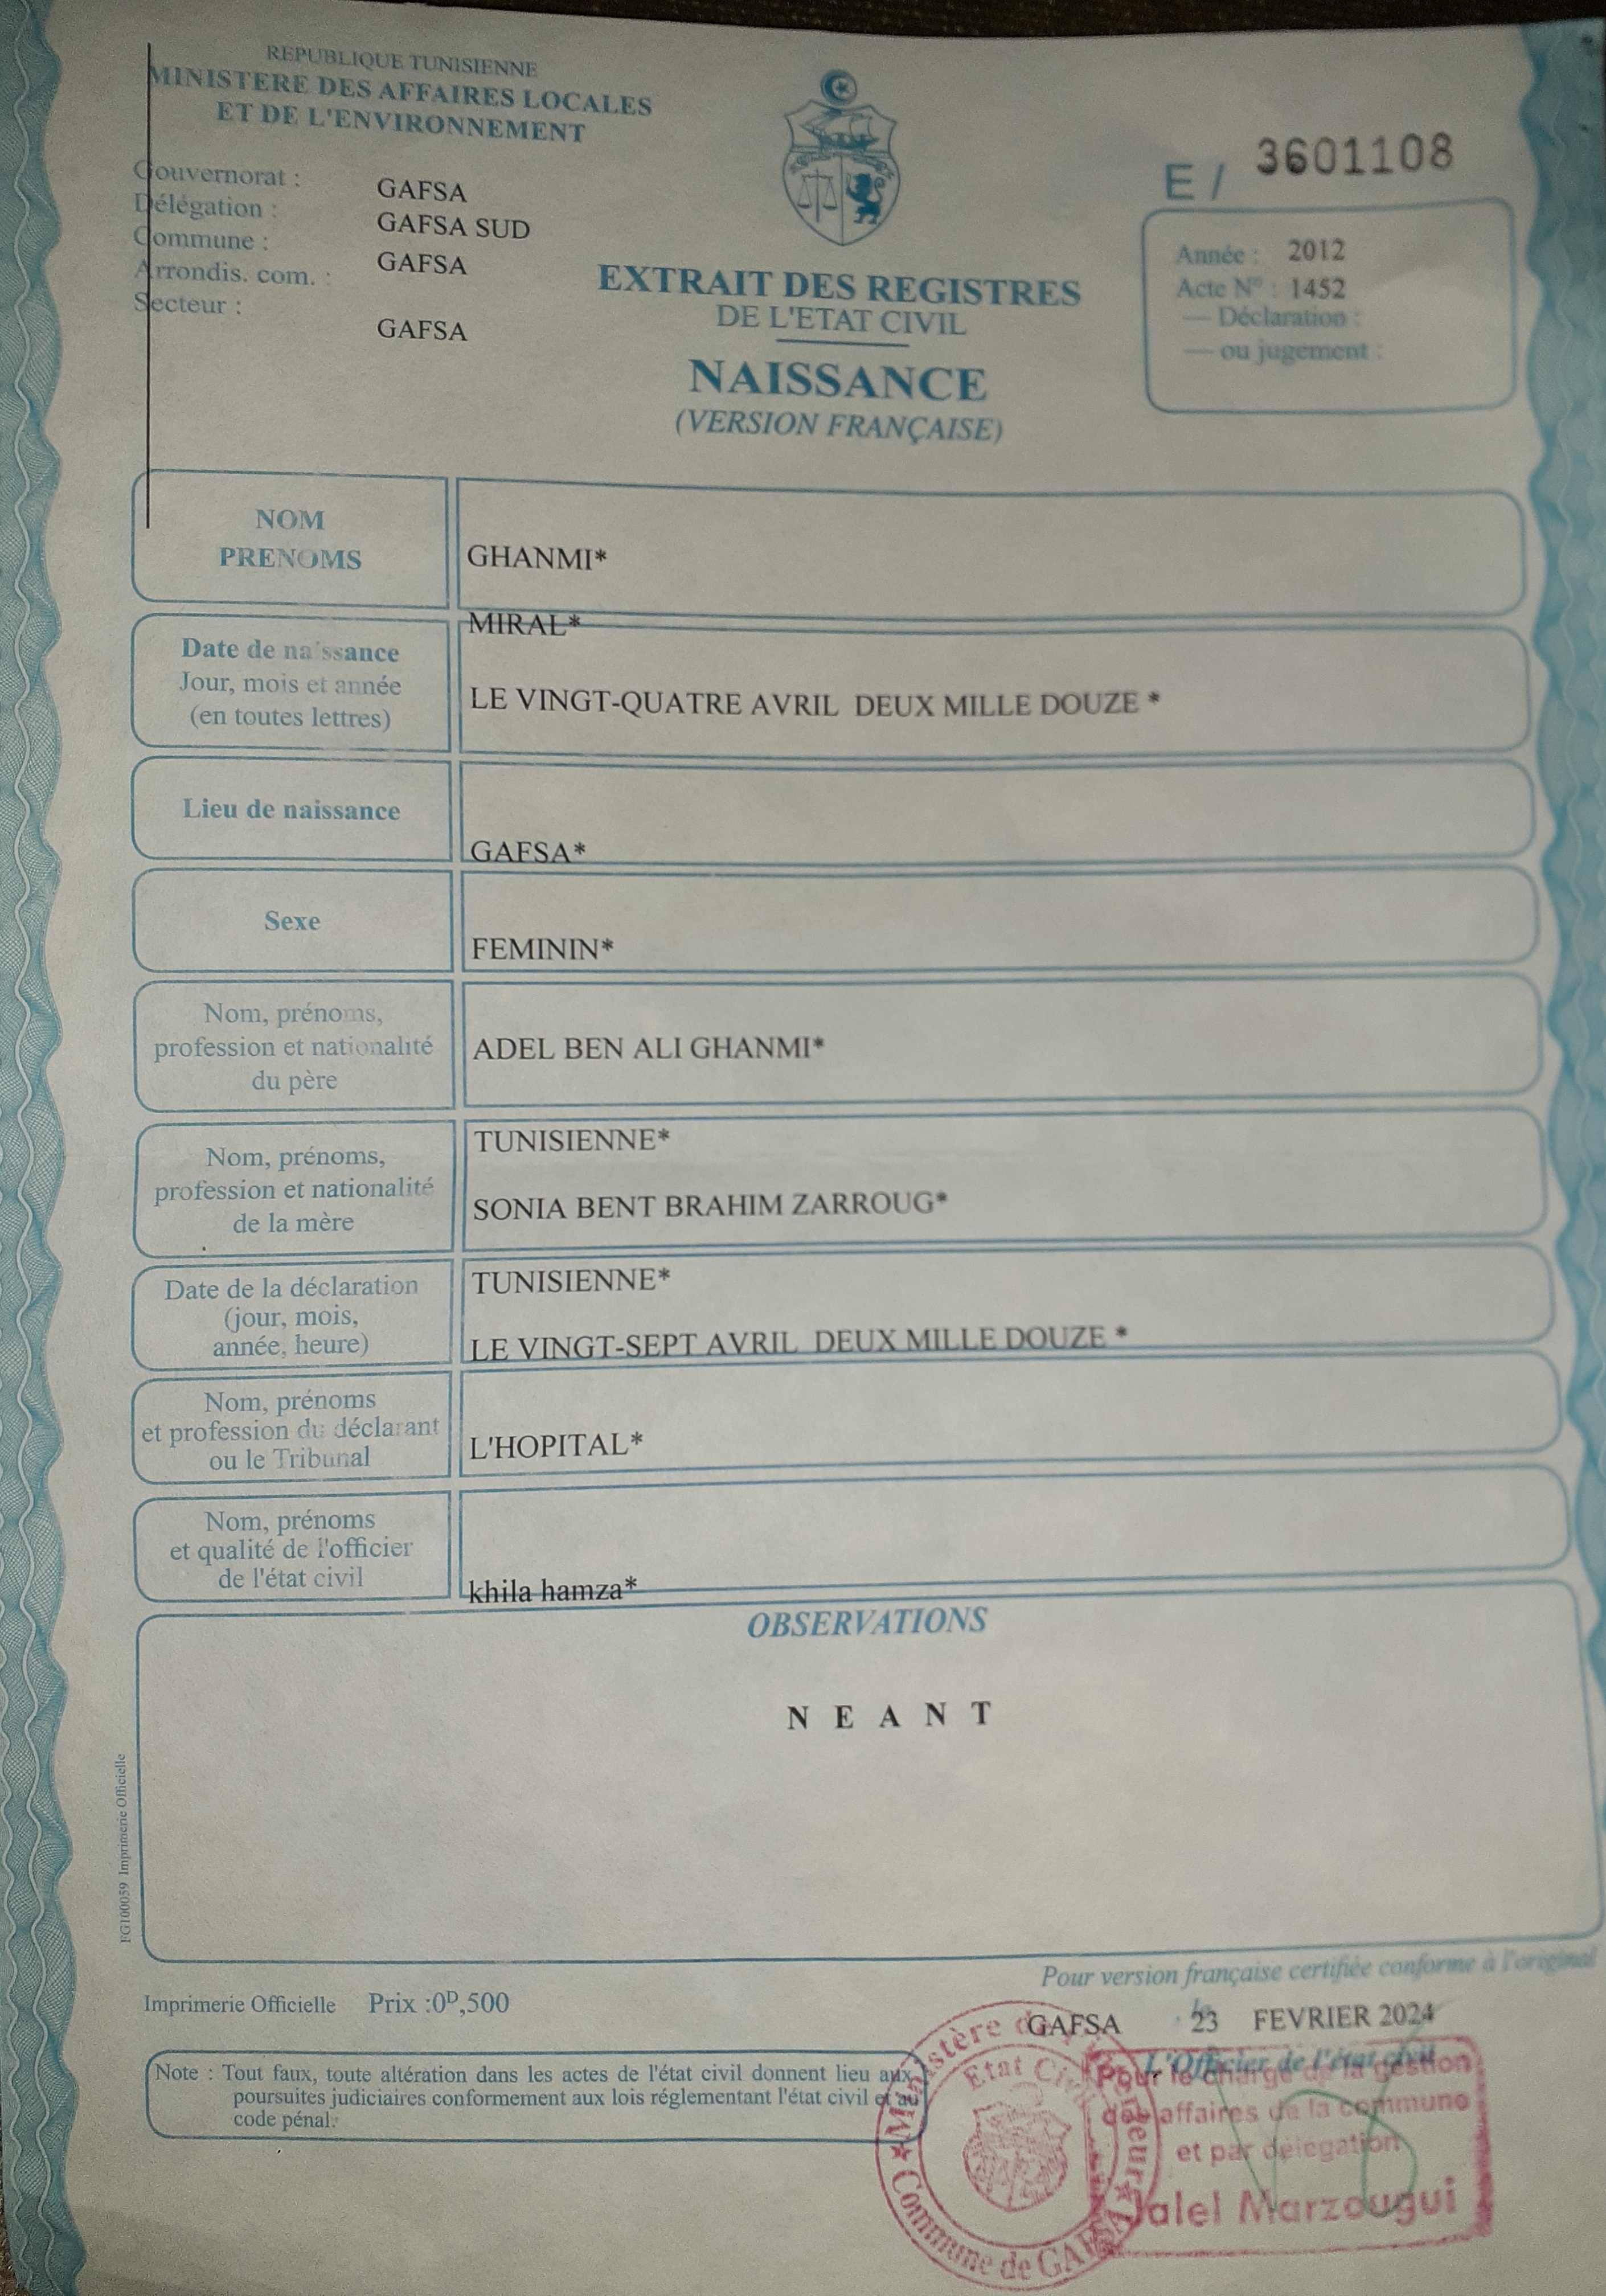 REPUBLIQUE TUNISIENNE
MINISTERE DES AFFAIRES LOCALES
ET DE L'ENVIRONNEMENT
Gouvernorat : GAFSA
Délégation : GAFSA SUD
Commune : GAFSA
Arrondis. com. :
Secteur : GAFSA
E / 3601108
Année : 2012
Acte N° : 1452
— Déclaration :
— ou jugement :
EXTRAIT DES REGISTRES
DE L'ETAT CIVIL
NAISSANCE
(VERSION FRANÇAISE)
NOM
PRENOMS
GHANMI*
MIRAL*
Date de naissance
Jour, mois et année
(en toutes lettres)
LE VINGT-QUATRE AVRIL DEUX MILLE DOUZE *
Lieu de naissance
GAFSA*
Sexe
FEMININ*
Nom, prénoms,
profession et nationalité
du père
ADEL BEN ALI GHANMI*
TUNISIENNE*
Nom, prénoms,
profession et nationalité
de la mère
SONIA BENT BRAHIM ZARROUG*
TUNISIENNE*
Date de la déclaration
(jour, mois,
année, heure)
LE VINGT-SEPT AVRIL DEUX MILLE DOUZE *
Nom, prénoms
et profession du déclarant
ou le Tribunal
L'HOPITAL*
Nom, prénoms
et qualité de l'officier
de l'état civil
khila hamza*
OBSERVATIONS
N E A N T
FG100059 Imprimerie Officielle
Pour version française certifiée conforme à l'original
Imprimerie Officielle Prix :0ᴰ,500
GAFSA le 23 FEVRIER 2024
L'Officier de l'état civil
Note : Tout faux, toute altération dans les actes de l'état civil donnent lieu aux
poursuites judiciaires conformement aux lois réglementant l'état civil et au
code pénal.
Pour le chargé de la gestion
des affaires de la commune
et par délégation
Jalel Marzougui
Ministère de
Etat Civil
Commune de GAFSA